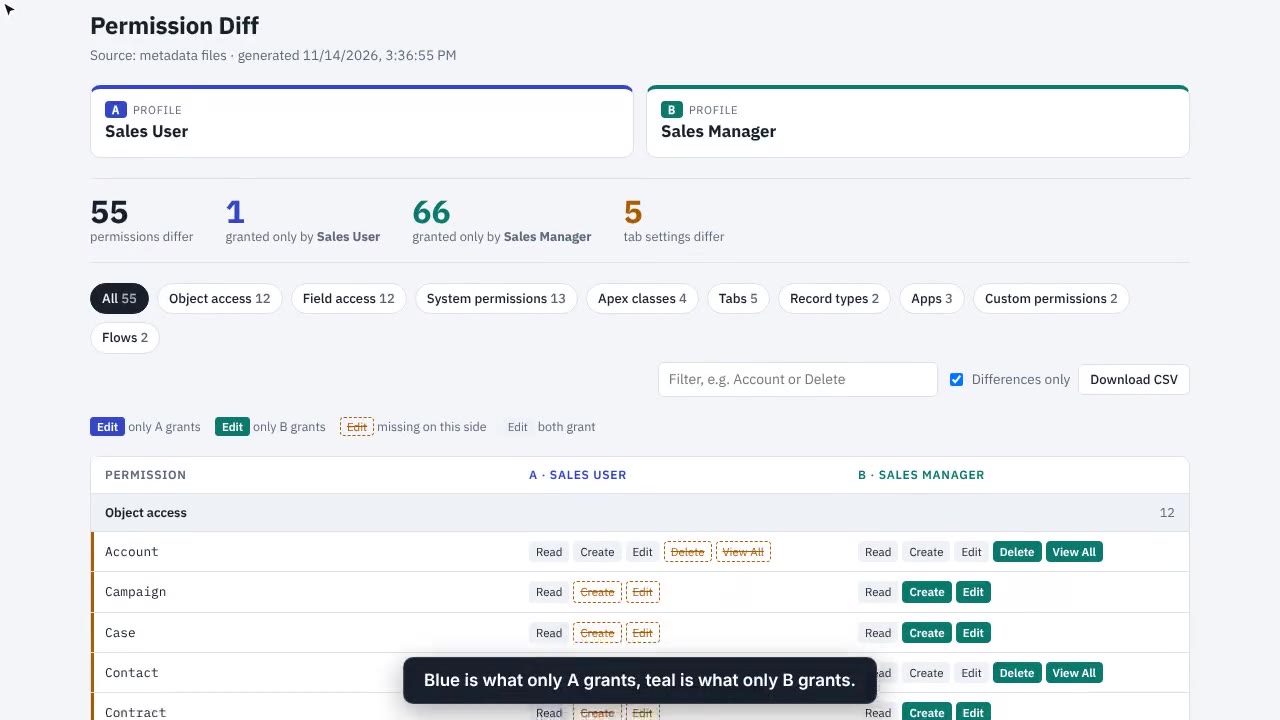 Permission Diff
Source: metadata files · generated 11/14/2026, 3:36:55 PM
A PROFILE
Sales User
B PROFILE
Sales Manager
55
permissions differ
1
granted only by Sales User
66
granted only by Sales Manager
5
tab settings differ
All 55 Object access 12 Field access 12 System permissions 13 Apex classes 4 Tabs 5 Record types 2 Apps 3 Custom permissions 2
Flows 2
Filter, e.g. Account or Delete Differences only Download CSV
Edit only A grants Edit only B grants Edit missing on this side Edit both grant
PERMISSION A · SALES USER B · SALES MANAGER
Object access 12
Account Read Create Edit Delete View All Read Create Edit Delete View All
Campaign Read Create Edit Read Create Edit
Case Read Create Edit Read Create Edit
Contact Read Create Edit Delete View All
Blue is what only A grants, teal is what only B grants.
Contract Read Create Edit Read Create Edit